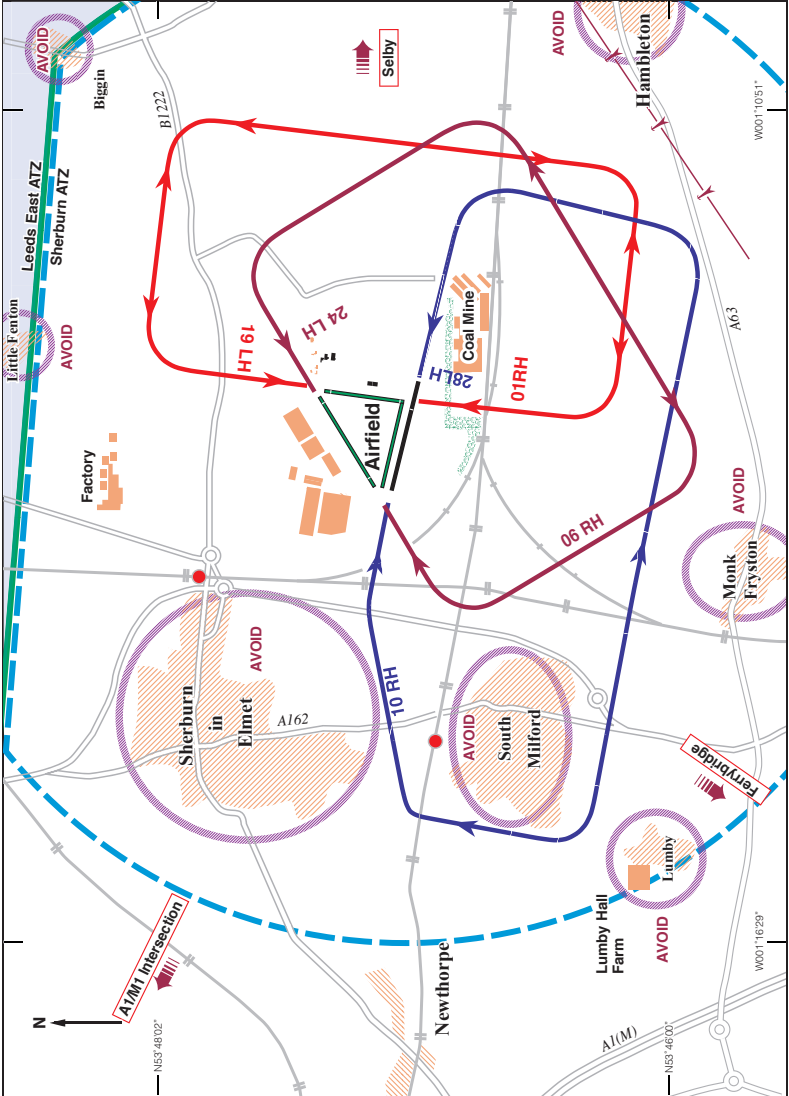 AVOID
Biggin
B1222
Selby
AVOID
Hambleton
W001°10'51"
Leeds East ATZ
Sherburn ATZ
Little Fenton
AVOID
24 LH
19 LH
28LH
Coal Mine
01RH
A63
Airfield
Factory
06 RH
AVOID
Monk
Fryston
Sherburn
in
Elmet
AVOID
A162
10 RH
AVOID
South
Milford
Ferrybridge
Lumby
Lumby Hall
Farm
AVOID
A1/M1 Intersection
Newthorpe
W001°16'29"
N
N53°48'02"
A1(M)
N53°46'00"